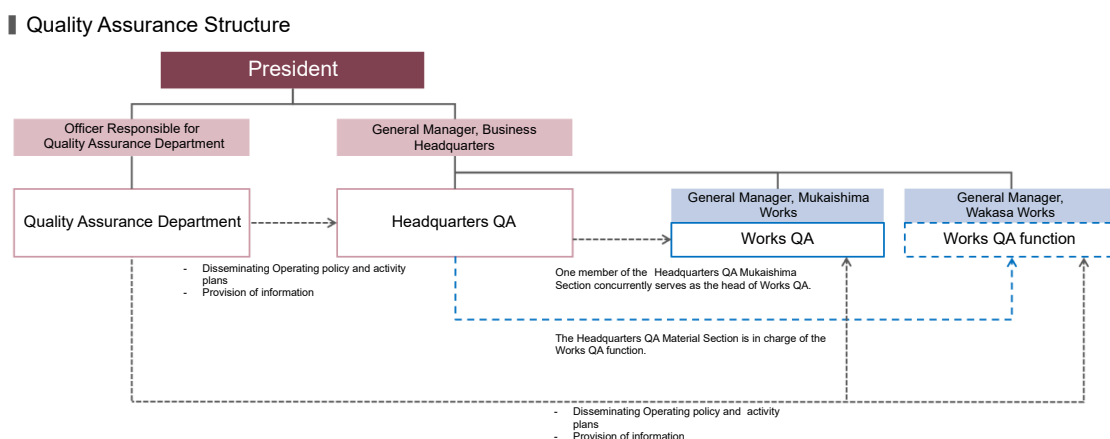 Quality Assurance Structure
President
Officer Responsible for
Quality Assurance Department
General Manager, Business
Headquarters
Quality Assurance Department
Headquarters QA
General Manager, Mukaishima
Works
Works QA
General Manager,
Wakasa Works
Works QA function
- Disseminating Operating policy and activity
plans
- Provision of information
One member of the Headquarters QA Mukaishima
Section concurrently serves as the head of Works QA.
The Headquarters QA Material Section is in charge of the
Works QA function.
- Disseminating Operating policy and activity
plans
- Provision of information